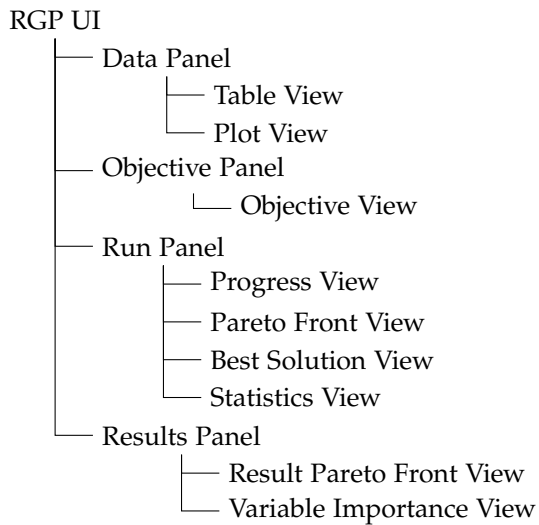 RGP UI
Data Panel
Table View
Plot View
Objective Panel
Objective View
Run Panel
Progress View
Pareto Front View
Best Solution View
Statistics View
Results Panel
Result Pareto Front View
Variable Importance View